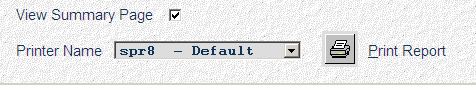 View Summary Page
Printer Name spr8 - Default Print Report